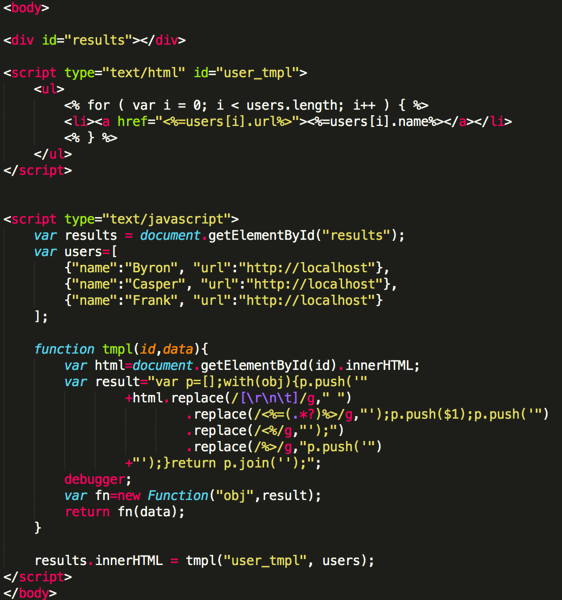 <body>
<div id="results"></div>
<script type="text/html" id="user_tmpl">
<ul>
<% for ( var i = 0; i < users.length; i++ ) { %>
<li><a href="<%=users[i].url%>"><%=users[i].name%></a></li>
<% } %>
</ul>
</script>
<script type="text/javascript">
var results = document.getElementById("results");
var users=[
{"name":"Byron", "url":"http://localhost"},
{"name":"Casper", "url":"http://localhost"},
{"name":"Frank", "url":"http://localhost"}
];
function tmpl(id,data){
var html=document.getElementById(id).innerHTML;
var result="var p=[];with(obj){p.push('"
+html.replace(/[\r\n\t]/g," ")
.replace(/<%=(.*?)%>/g,"');p.push($1);p.push('")
.replace(/<%/g,"');")
.replace(/%>/g,"p.push('")
+"');}return p.join('');";
debugger;
var fn=new Function("obj",result);
return fn(data);
}
results.innerHTML = tmpl("user_tmpl", users);
</script>
</body>